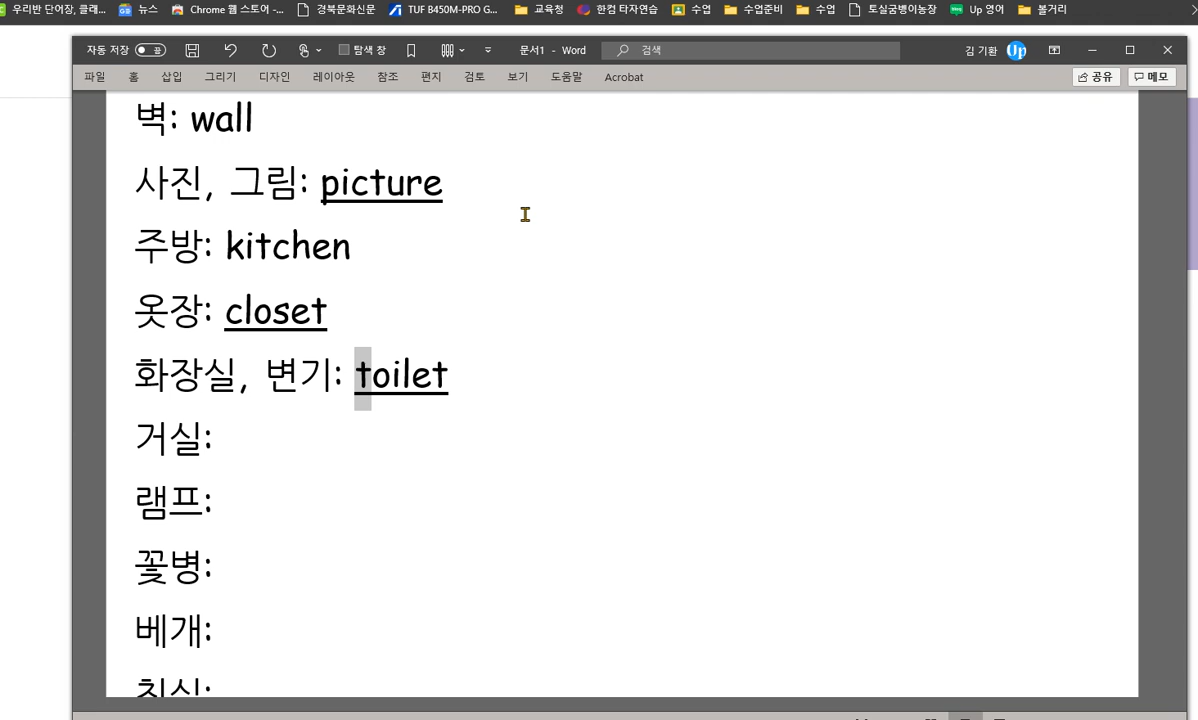 우리반 단어장, 클래... 뉴스 Chrome 웹 스토어 -... 경북문화신문 TUF B450M-PRO G... 교육청 한컴 타자연습 수업 수업준비 수업 토실굼벵이농장 Up 영어 볼거리
자동 저장 끔 탐색 창 문서1 - Word 검색 김 기환 Up
파일 홈 삽입 그리기 디자인 레이아웃 참조 편지 검토 보기 도움말 Acrobat 공유 메모
벽: wall
사진, 그림: picture
주방: kitchen
옷장: closet
화장실, 변기: toilet
거실:
램프:
꽃병:
베개:
침실: